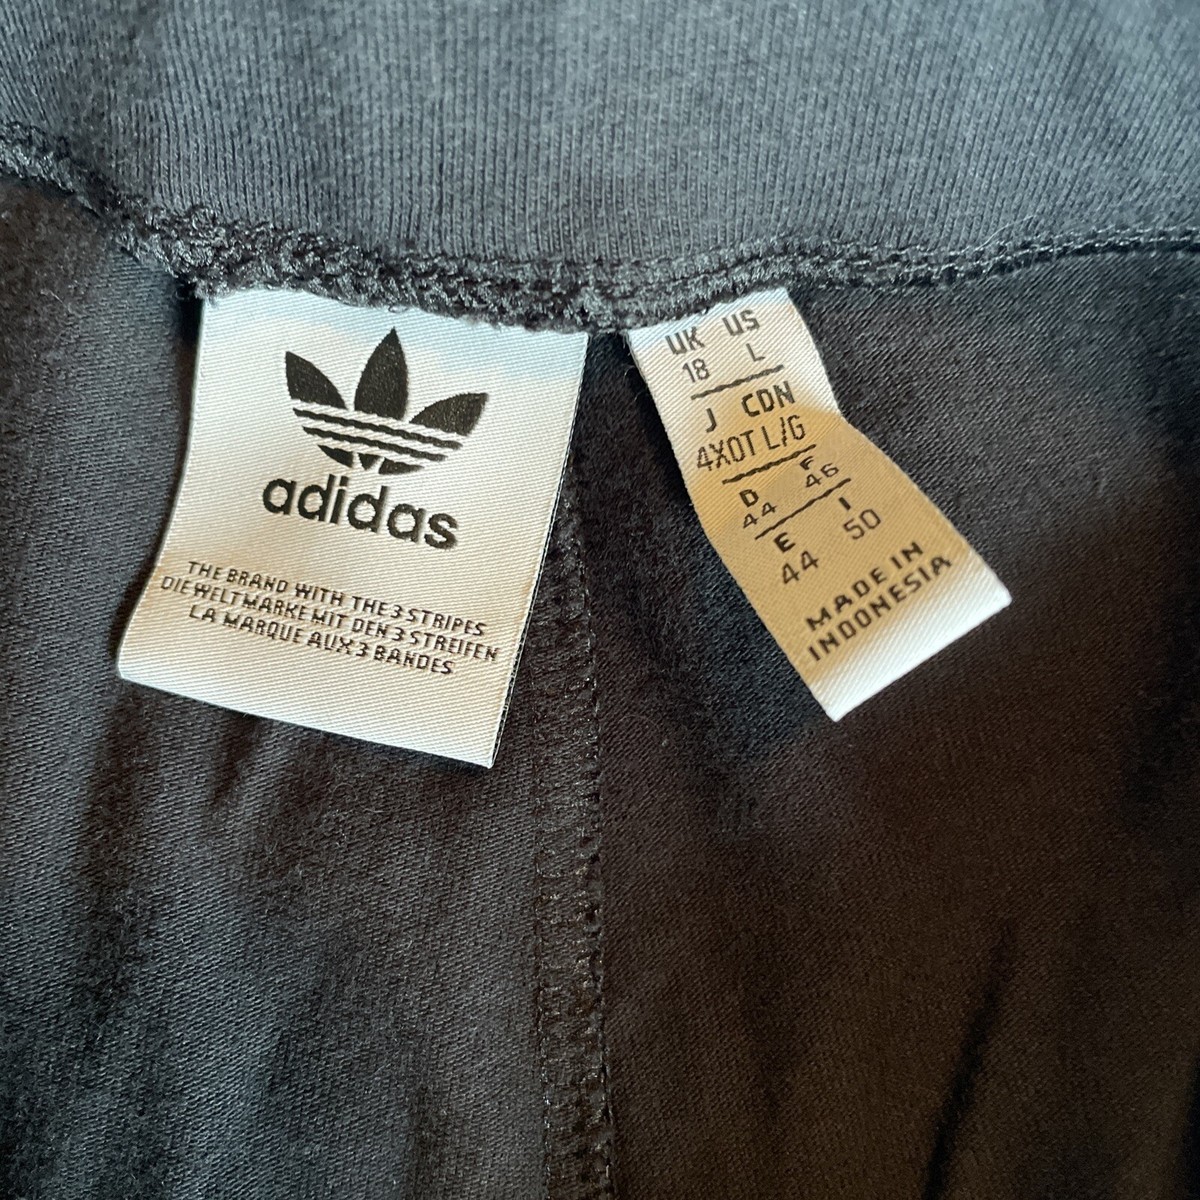 adidas
THE BRAND WITH THE 3 STRIPES
DIE WELTMARKE MIT DEN 3 STREIFEN
LA MARQUE AUX 3 BANDES
UK US
18 L
J CDN
4XOT L/G
D F
44 46
E I
44 50
MADE IN
INDONESIA